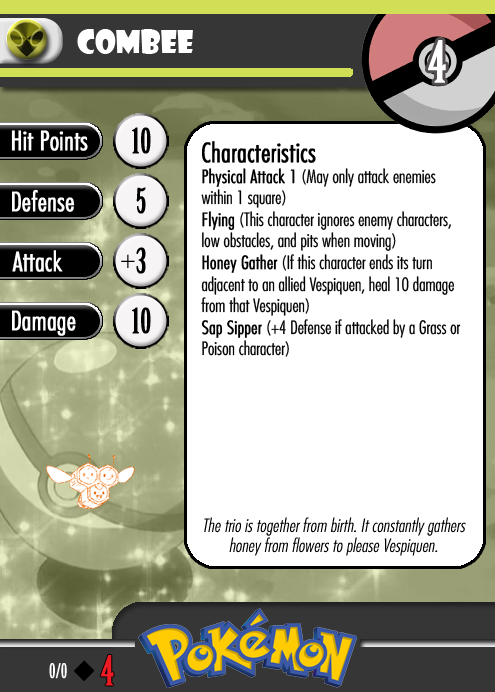 COMBEE
4
Hit Points 10
Defense 5
Attack +3
Damage 10
Characteristics
Physical Attack 1 (May only attack enemies
within 1 square)
Flying (This character ignores enemy characters,
low obstacles, and pits when moving)
Honey Gather (If this character ends its turn
adjacent to an allied Vespiquen, heal 10 damage
from that Vespiquen)
Sap Sipper (+4 Defense if attacked by a Grass or
Poison character)
The trio is together from birth. It constantly gathers
honey from flowers to please Vespiquen.
0/0 ◆ 4
POKéMON